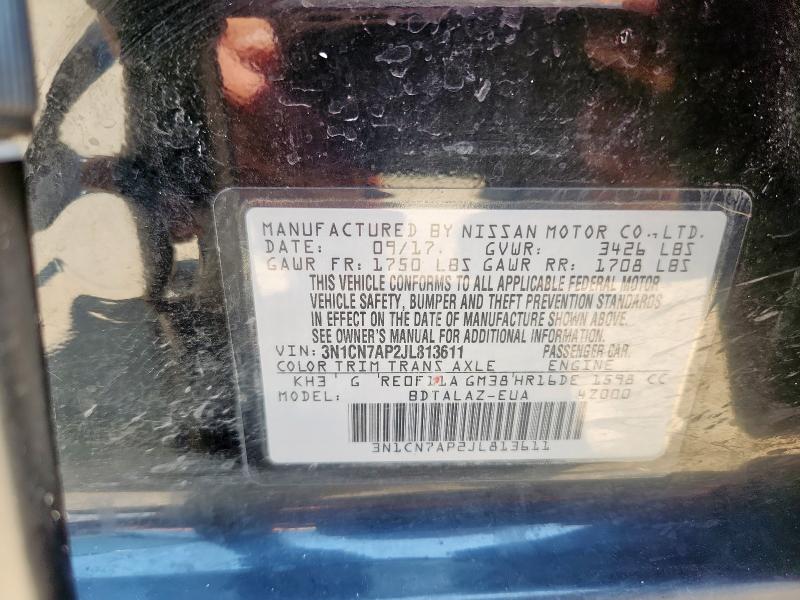 MANUFACTURED BY NISSAN MOTOR CO.,LTD.
DATE: 09/17. GVWR: 3426 LBS
GAWR FR: 1750 LBS GAWR RR: 1708 LBS
THIS VEHICLE CONFORMS TO ALL APPLICABLE FEDERAL MOTOR
VEHICLE SAFETY, BUMPER AND THEFT PREVENTION STANDARDS
IN EFFECT ON THE DATE OF MANUFACTURE SHOWN ABOVE.
SEE OWNER'S MANUAL FOR ADDITIONAL INFORMATION.
VIN: 3N1CN7AP2JL813611 PASSENGER CAR
COLOR TRIM TRANS AXLE ENGINE
KH3 G RE0F11A GM38 HR16DE 1598 CC
MODEL: BDTALAZ-EUA 4Z000
3N1CN7AP2JL813611